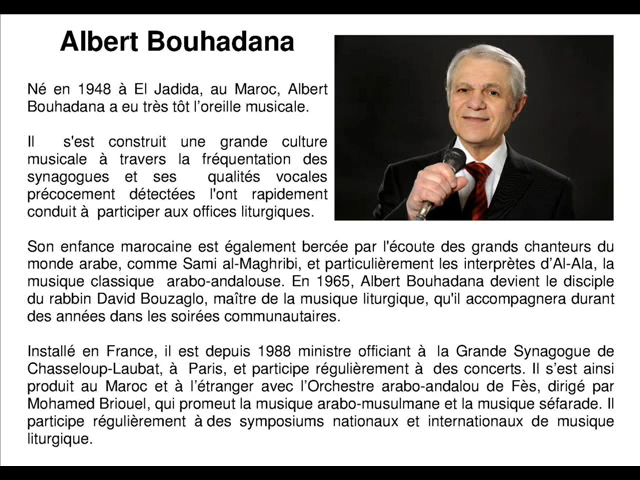 Albert Bouhadana
Né en 1948 à El Jadida, au Maroc, Albert
Bouhadana a eu très tôt l'oreille musicale.
Il s'est construit une grande culture
musicale à travers la fréquentation des
synagogues et ses qualités vocales
précocement détectées l'ont rapidement
conduit à participer aux offices liturgiques.
Son enfance marocaine est également bercée par l'écoute des grands chanteurs du
monde arabe, comme Sami al-Maghribi, et particulièrement les interprètes d'Al-Ala, la
musique classique arabo-andalouse. En 1965, Albert Bouhadana devient le disciple
du rabbin David Bouzaglo, maître de la musique liturgique, qu'il accompagnera durant
des années dans les soirées communautaires.
Installé en France, il est depuis 1988 ministre officiant à la Grande Synagogue de
Chasseloup-Laubat, à Paris, et participe régulièrement à des concerts. Il s'est ainsi
produit au Maroc et à l'étranger avec l'Orchestre arabo-andalou de Fès, dirigé par
Mohamed Briouel, qui promeut la musique arabo-musulmane et la musique séfarade. Il
participe régulièrement à des symposiums nationaux et internationaux de musique
liturgique.